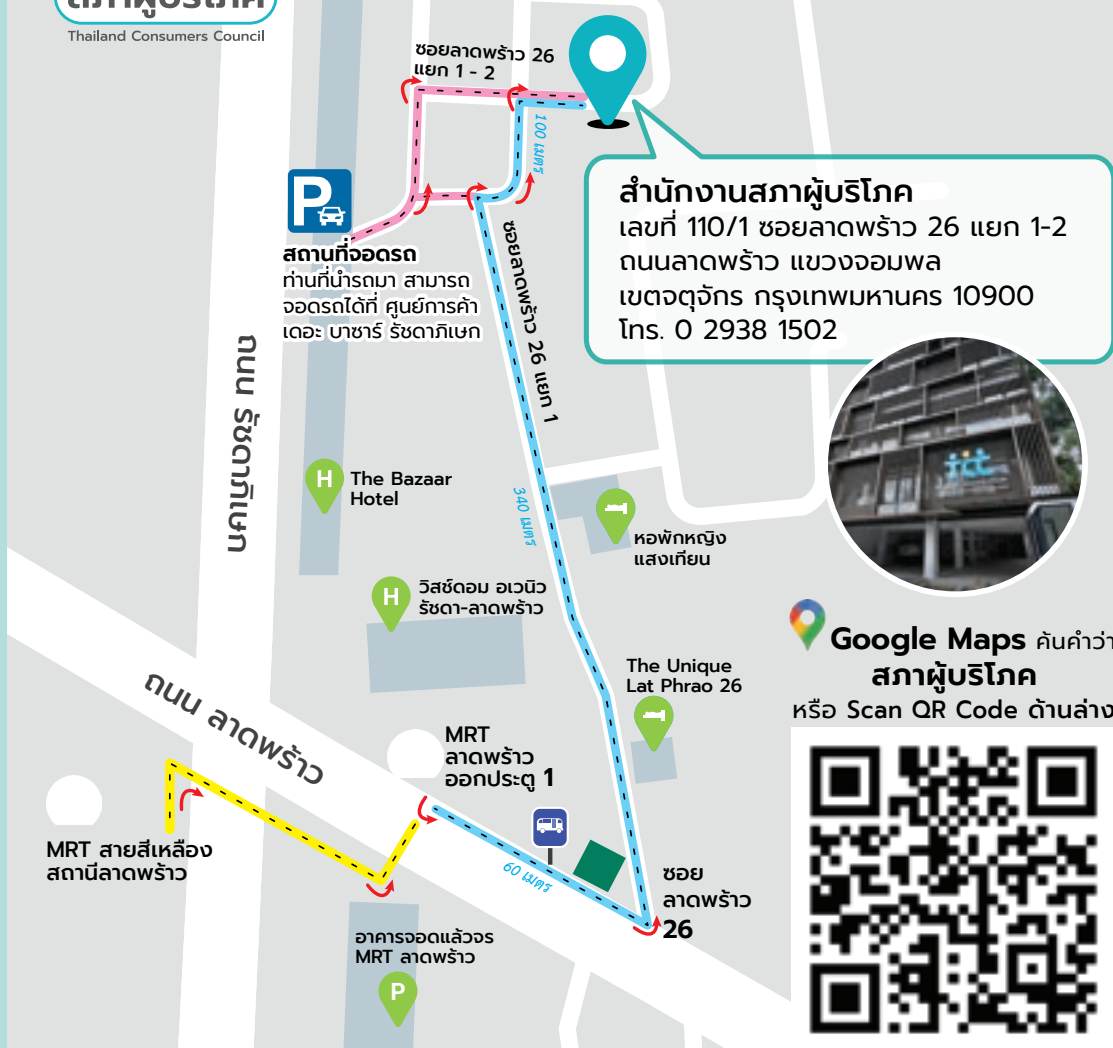 สภาผู้บริโภค
Thailand Consumers Council
ซอยลาดพร้าว 26
แยก 1 - 2
100 เมตร
P
สถานที่จอดรถ
ท่านที่นำรถมา สามารถ
จอดรถได้ที่ ศูนย์การค้า
เดอะ บาซาร์ รัชดาภิเษก
สำนักงานสภาผู้บริโภค
เลขที่ 110/1 ซอยลาดพร้าว 26 แยก 1-2
ถนนลาดพร้าว แขวงจอมพล
เขตจตุจักร กรุงเทพมหานคร 10900
โทร. 0 2938 1502
ซอยลาดพร้าว 26 แยก 1
ถนน รัชดาภิเษก
tcc
H
The Bazaar
Hotel
340 เมตร
หอพักหญิง
แสงเทียน
H
วิสซ์ดอม อเวนิว
รัชดา-ลาดพร้าว
Google Maps ค้นคำว่า
สภาผู้บริโภค
หรือ Scan QR Code ด้านล่าง
The Unique
Lat Phrao 26
ถนน ลาดพร้าว
MRT
ลาดพร้าว
ออกประตู 1
MRT สายสีเหลือง
สถานีลาดพร้าว
60 เมตร
ซอย
ลาดพร้าว
26
อาคารจอดแล้วจร
MRT ลาดพร้าว
P